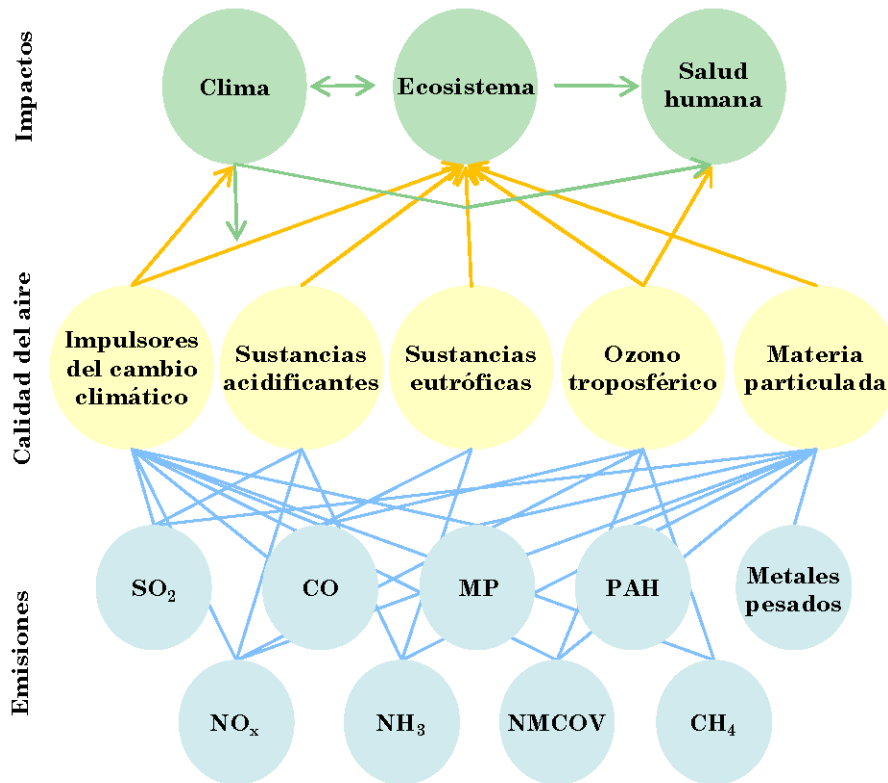 Impactos
Clima
Ecosistema
Salud
humana
Calidad del aire
Impulsores
del cambio
climático
Sustancias
acidificantes
Sustancias
eutróficas
Ozono
troposférico
Materia
particulada
Emisiones
SO₂
CO
MP
PAH
Metales
pesados
NOₓ
NH₃
NMCOV
CH₄